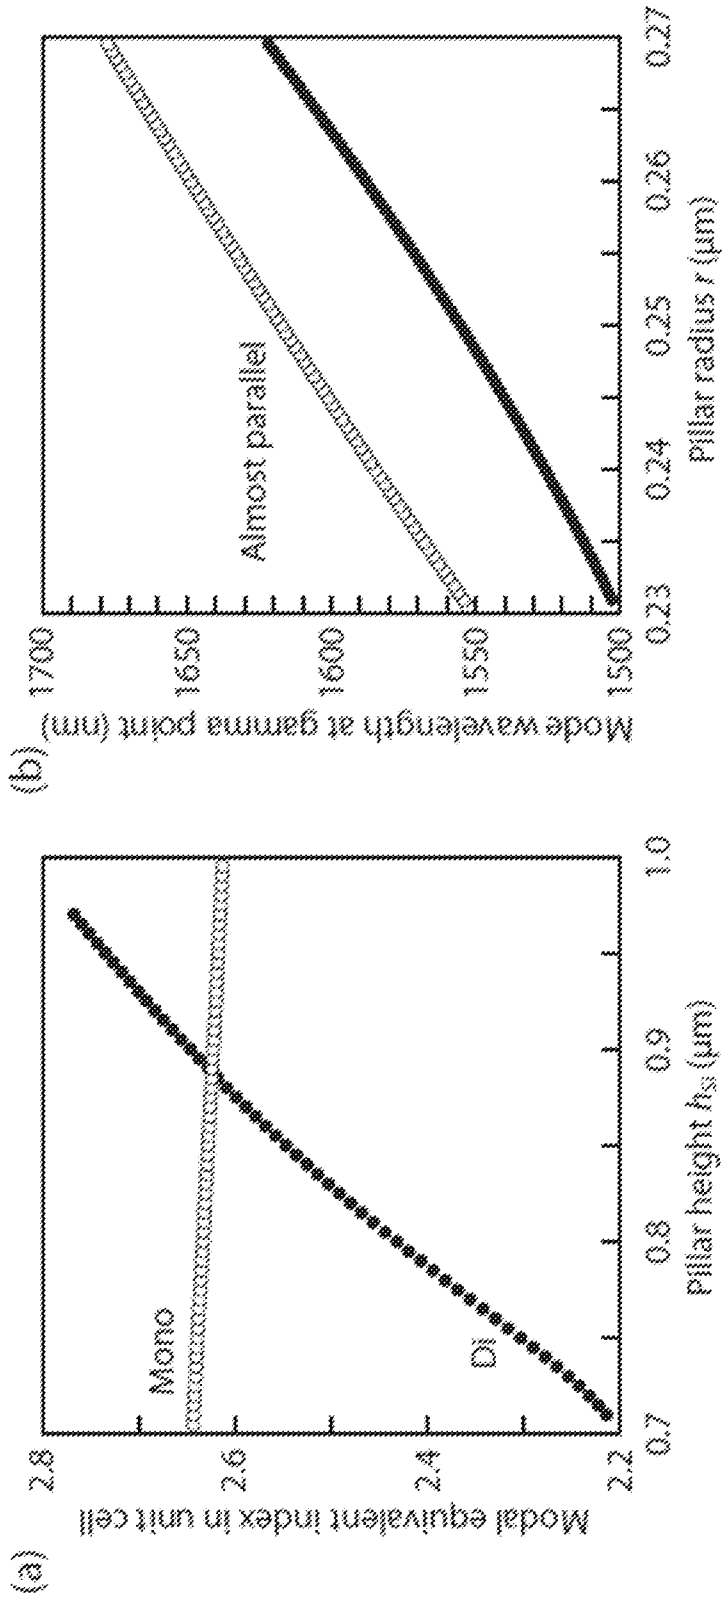 (a)
Modal equivalent index in unit cell
2.8
2.6
2.4
2.2
Mono
Di
0.7
0.8
0.9
1.0
Pillar height hSi (μm)
(b)
Mode wavelength at gamma point (nm)
1700
1650
1600
1550
1500
Almost parallel
0.23
0.24
0.25
0.26
0.27
Pillar radius r (μm)